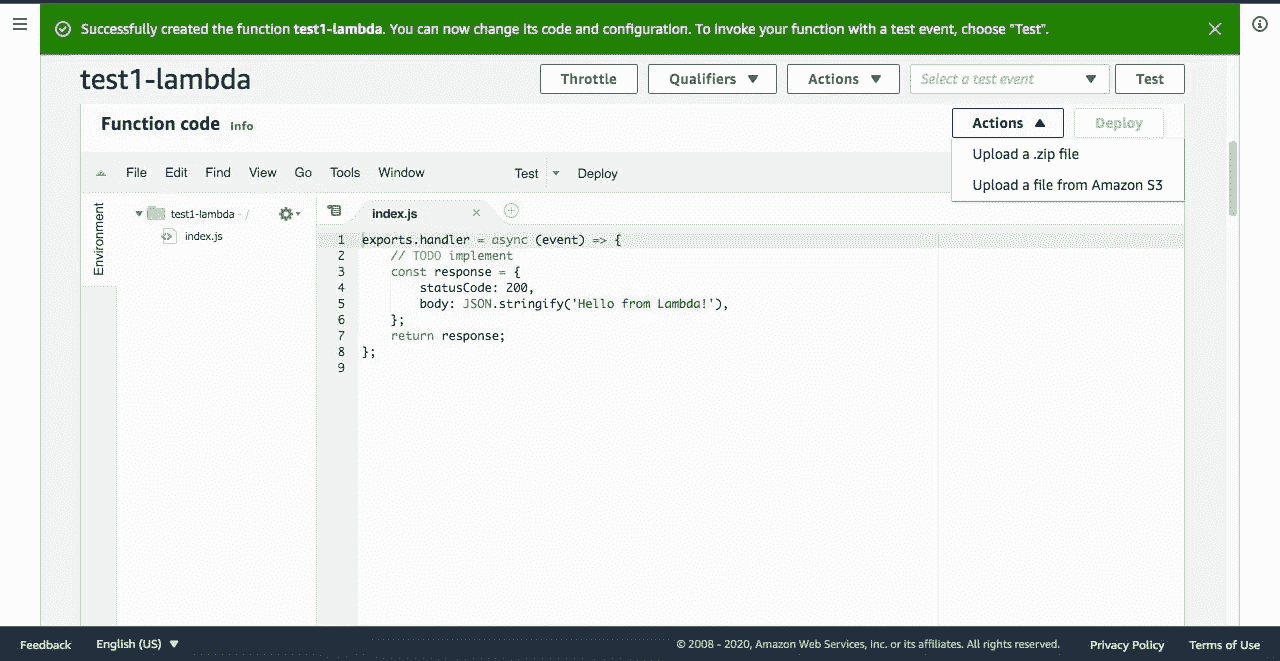 Successfully created the function test1-lambda. You can now change its code and configuration. To invoke your function with a test event, choose "Test".
test1-lambda
Throttle
Qualifiers
Actions
Select a test event
Test
Function code Info
Actions
Deploy
Upload a .zip file
Upload a file from Amazon S3
File Edit Find View Go Tools Window Test Deploy
Environment
test1-lambda - /
index.js
index.js
1 exports.handler = async (event) => {
2 // TODO implement
3 const response = {
4 statusCode: 200,
5 body: JSON.stringify('Hello from Lambda!'),
6 };
7 return response;
8 };
9
Feedback English (US) © 2008 - 2020, Amazon Web Services, Inc. or its affiliates. All rights reserved. Privacy Policy Terms of Use